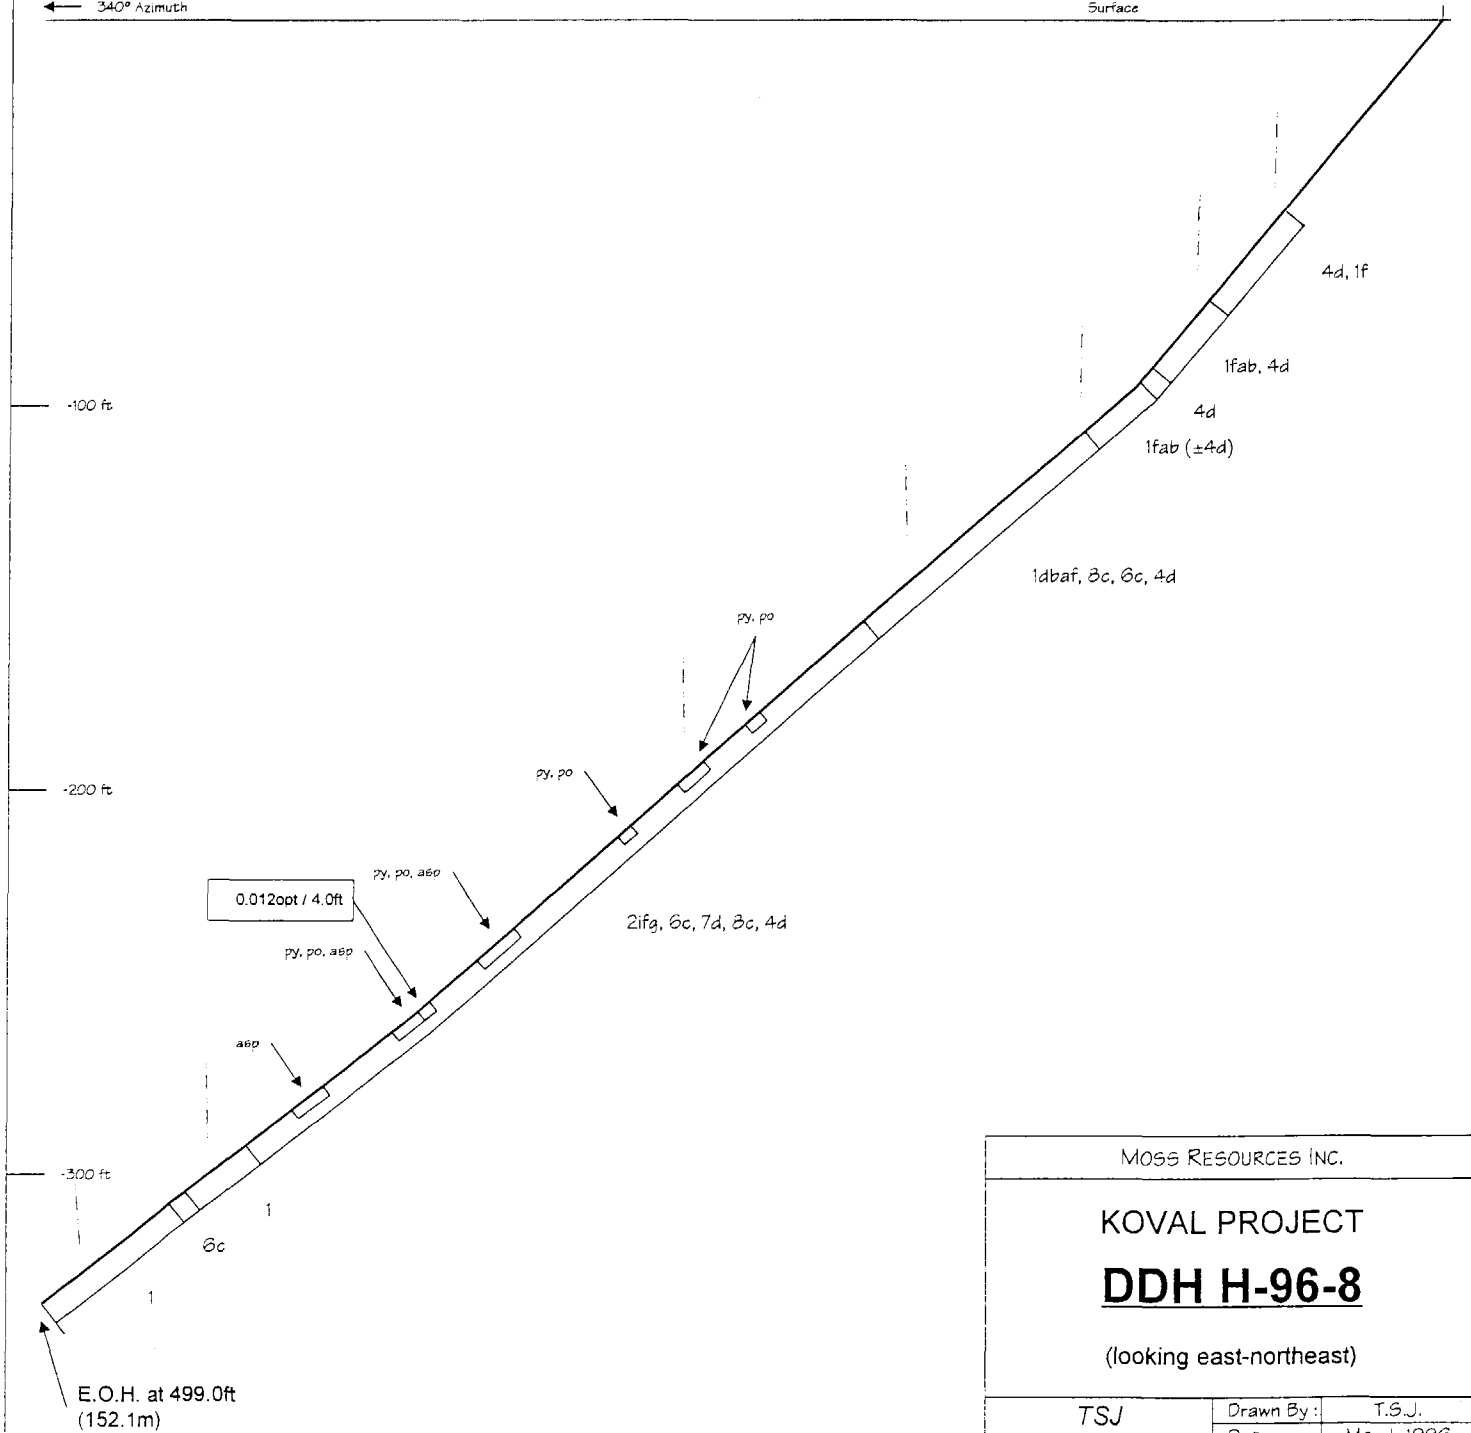 340° Azimuth
Surface
4d, 1f
1fab, 4d
-100 ft
4d
1fab (±4d)
1dbaf, 8c, 6c, 4d
py, po
py, po
-200 ft
py, po, asp
0.012opt / 4.0ft
2ifg, 6c, 7d, 8c, 4d
py, po, asp
asp
-300 ft
1
6c
1
MOSS RESOURCES INC.
KOVAL PROJECT
DDH H-96-8
(looking east-northeast)
E.O.H. at 499.0ft
(152.1m)
TSJ
Drawn By :
T.S.J.